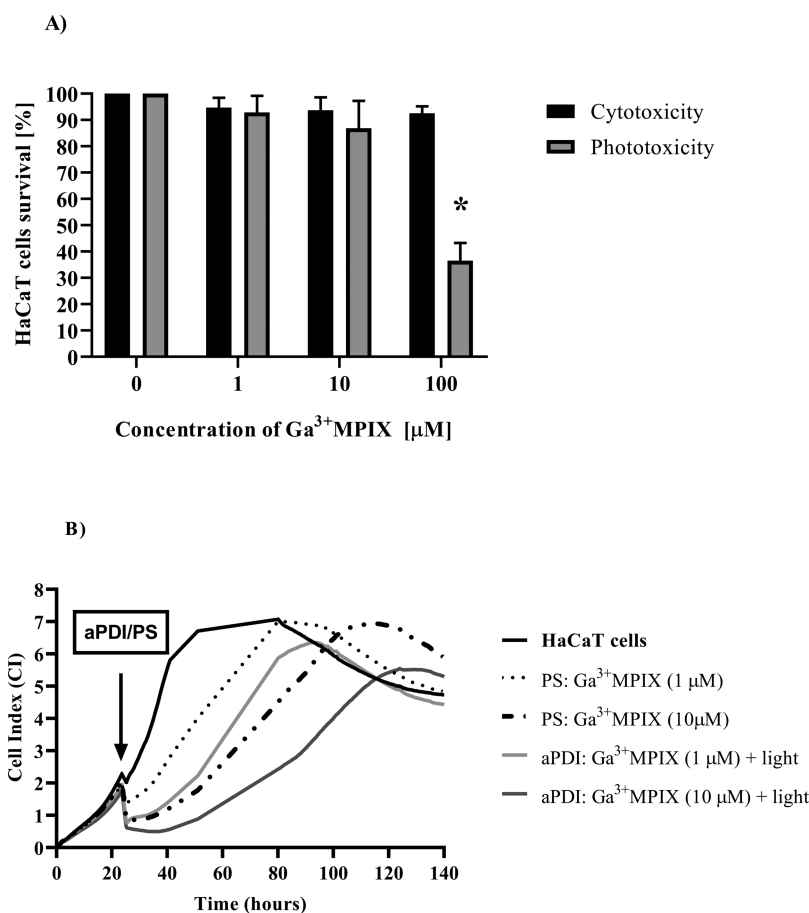 A)
HaCaT cells survival [%]
100
90
80
70
60
50
40
30
20
10
0
*
0 1 10 100
Concentration of Ga³⁺MPIX [µM]
Cytotoxicity
Phototoxicity
B)
Cell Index (CI)
8
7
6
5
4
3
2
1
0
aPDI/PS
0 20 40 60 80 100 120 140
Time (hours)
HaCaT cells
PS: Ga³⁺MPIX (1 µM)
PS: Ga³⁺MPIX (10µM)
aPDI: Ga³⁺MPIX (1 µM) + light
aPDI: Ga³⁺MPIX (10 µM) + light